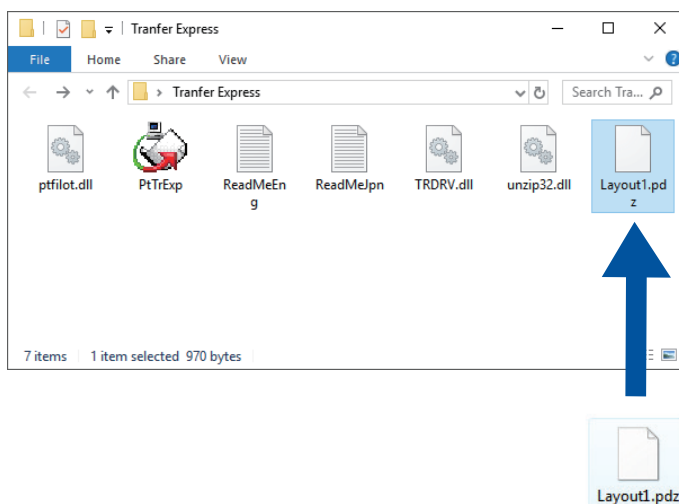 Tranfer Express
File Home Share View ?
Tranfer Express Search Tra...
ptfilot.dll PtTrExp ReadMeEn ReadMeJpn TRDRV.dll unzip32.dll Layout1.pd
g z
7 items 1 item selected 970 bytes
Layout1.pdz